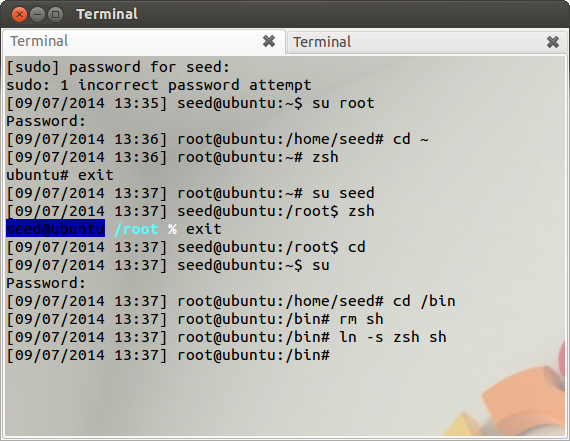 Terminal
Terminal Terminal
[sudo] password for seed:
sudo: 1 incorrect password attempt
[09/07/2014 13:35] seed@ubuntu:~$ su root
Password:
[09/07/2014 13:36] root@ubuntu:/home/seed# cd ~
[09/07/2014 13:36] root@ubuntu:~# zsh
ubuntu# exit
[09/07/2014 13:37] root@ubuntu:~# su seed
[09/07/2014 13:37] seed@ubuntu:/root$ zsh
seed@ubuntu /root % exit
[09/07/2014 13:37] seed@ubuntu:/root$ cd
[09/07/2014 13:37] seed@ubuntu:~$ su
Password:
[09/07/2014 13:37] root@ubuntu:/home/seed# cd /bin
[09/07/2014 13:37] root@ubuntu:/bin# rm sh
[09/07/2014 13:37] root@ubuntu:/bin# ln -s zsh sh
[09/07/2014 13:37] root@ubuntu:/bin#